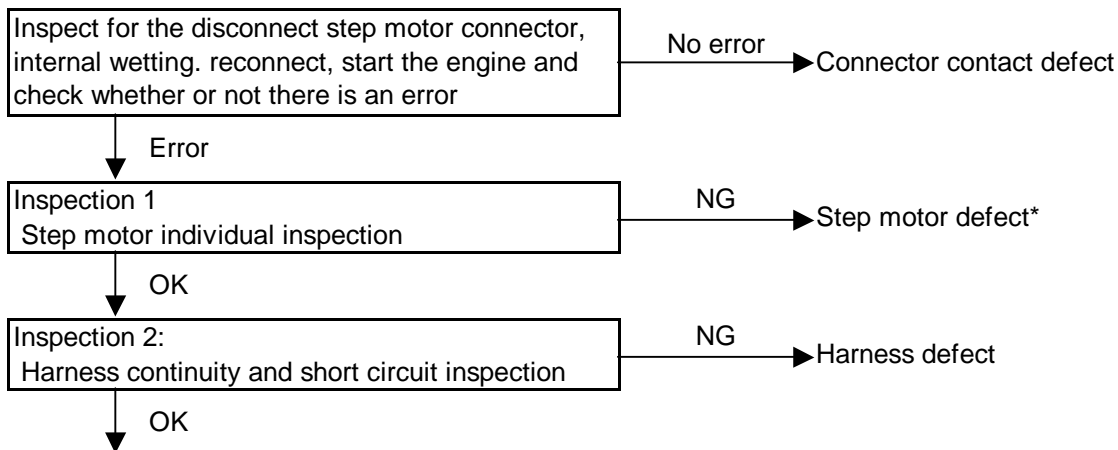 Inspect for the disconnect step motor connector,
internal wetting. reconnect, start the engine and
check whether or not there is an error
No error
Connector contact defect
Error
Inspection 1
Step motor individual inspection
NG
Step motor defect*
OK
Inspection 2:
Harness continuity and short circuit inspection
NG
Harness defect
OK